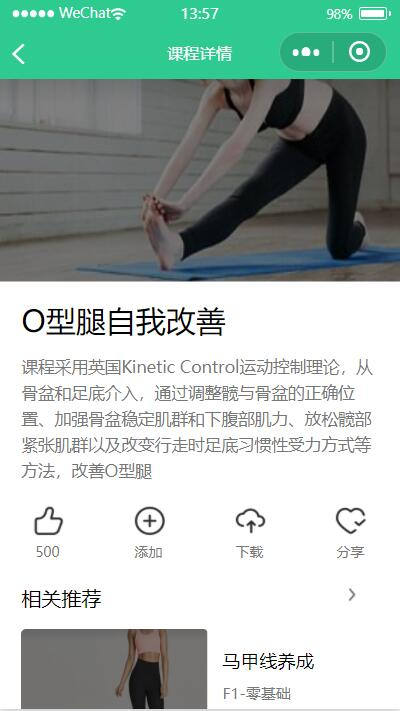 WeChat
13:57
98%
课程详情
O型腿自我改善
课程采用英国Kinetic Control运动控制理论，从
骨盆和足底介入，通过调整髋与骨盆的正确位
置、加强骨盆稳定肌群和下腹部肌力、放松髋部
紧张肌群以及改变行走时足底习惯性受力方式等
方法，改善O型腿
500
添加
下载
分享
相关推荐
马甲线养成
F1-零基础